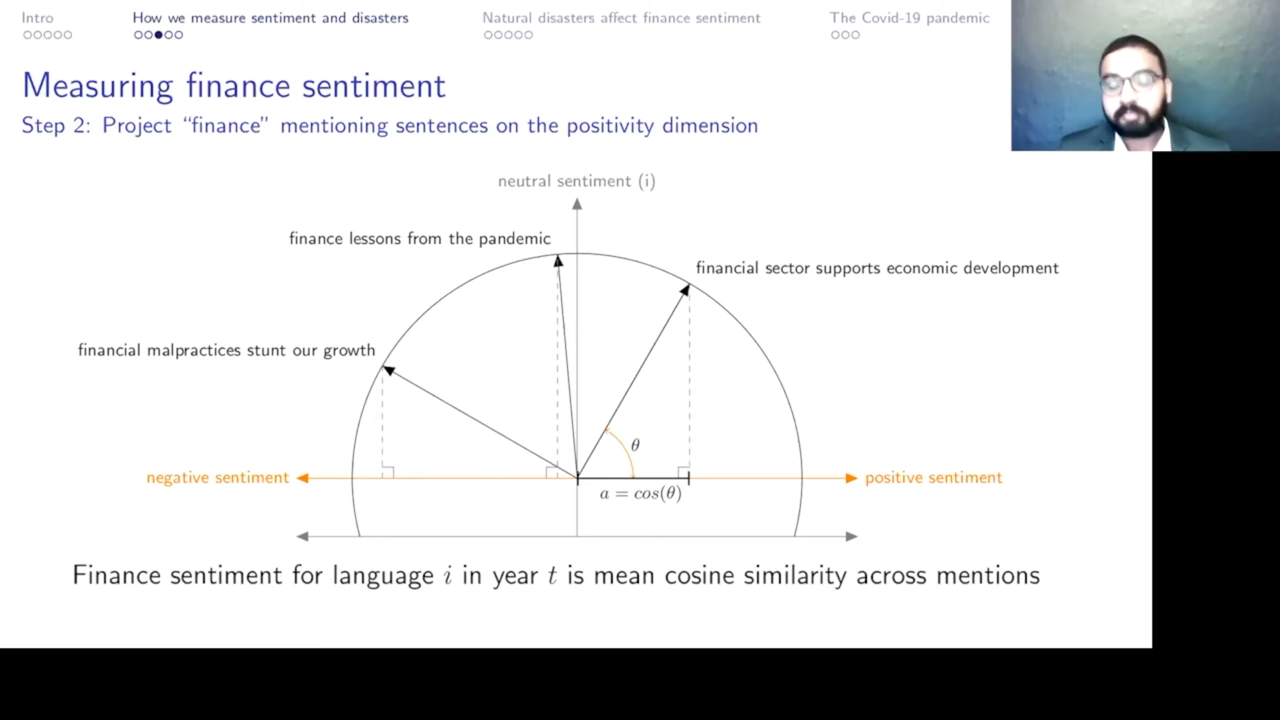 Intro
How we measure sentiment and disasters
Natural disasters affect finance sentiment
The Covid-19 pandemic
Measuring finance sentiment
Step 2: Project “finance” mentioning sentences on the positivity dimension
neutral sentiment (i)
finance lessons from the pandemic
financial sector supports economic development
financial malpractices stunt our growth
θ
negative sentiment
positive sentiment
a = cos(θ)
Finance sentiment for language i in year t is mean cosine similarity across mentions